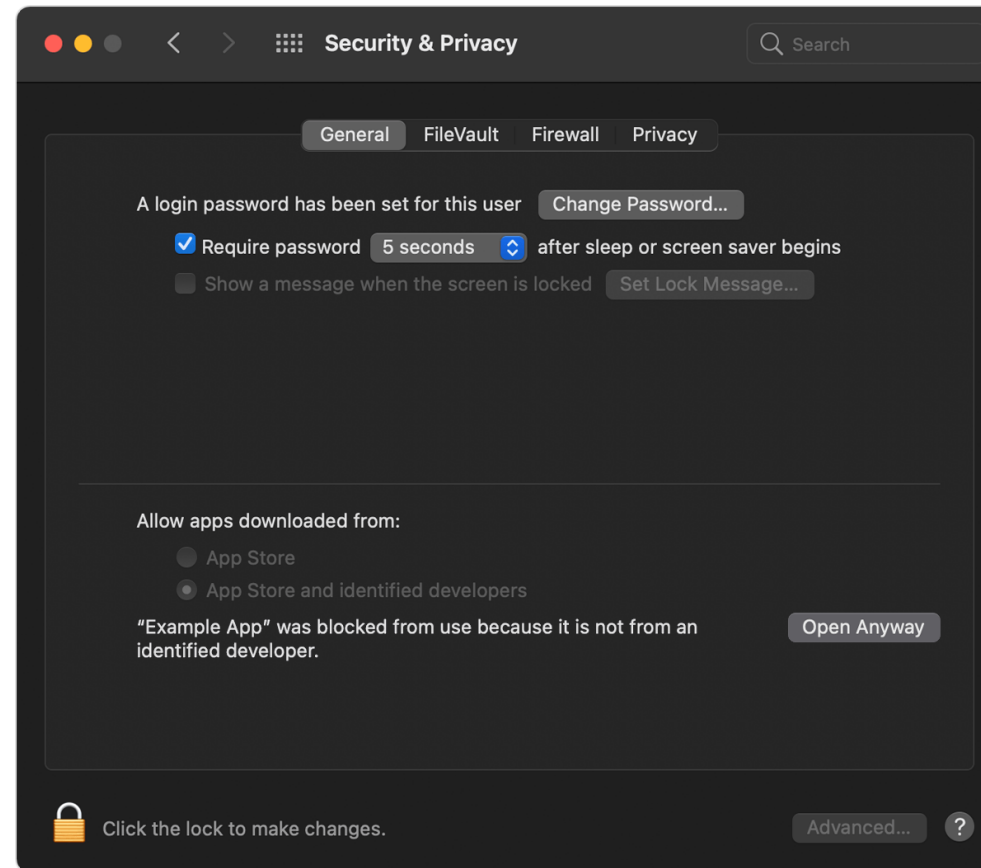 Security & Privacy
Search
General FileVault Firewall Privacy
A login password has been set for this user Change Password...
Require password 5 seconds after sleep or screen saver begins
Show a message when the screen is locked Set Lock Message...
Allow apps downloaded from:
App Store
App Store and identified developers
“Example App” was blocked from use because it is not from an
identified developer.
Open Anyway
Click the lock to make changes.
Advanced...
?